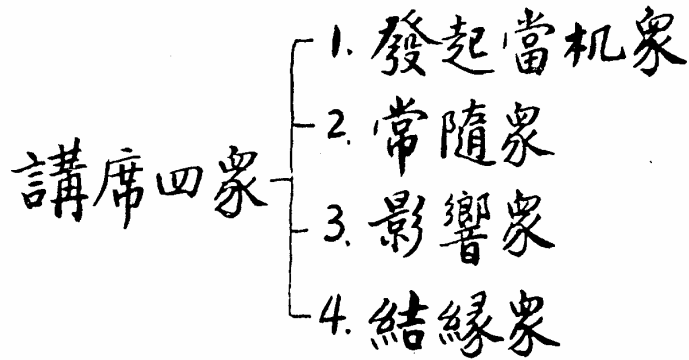 講席四衆
1. 發起當机衆
2. 常隨衆
3. 影響衆
4. 結緣衆